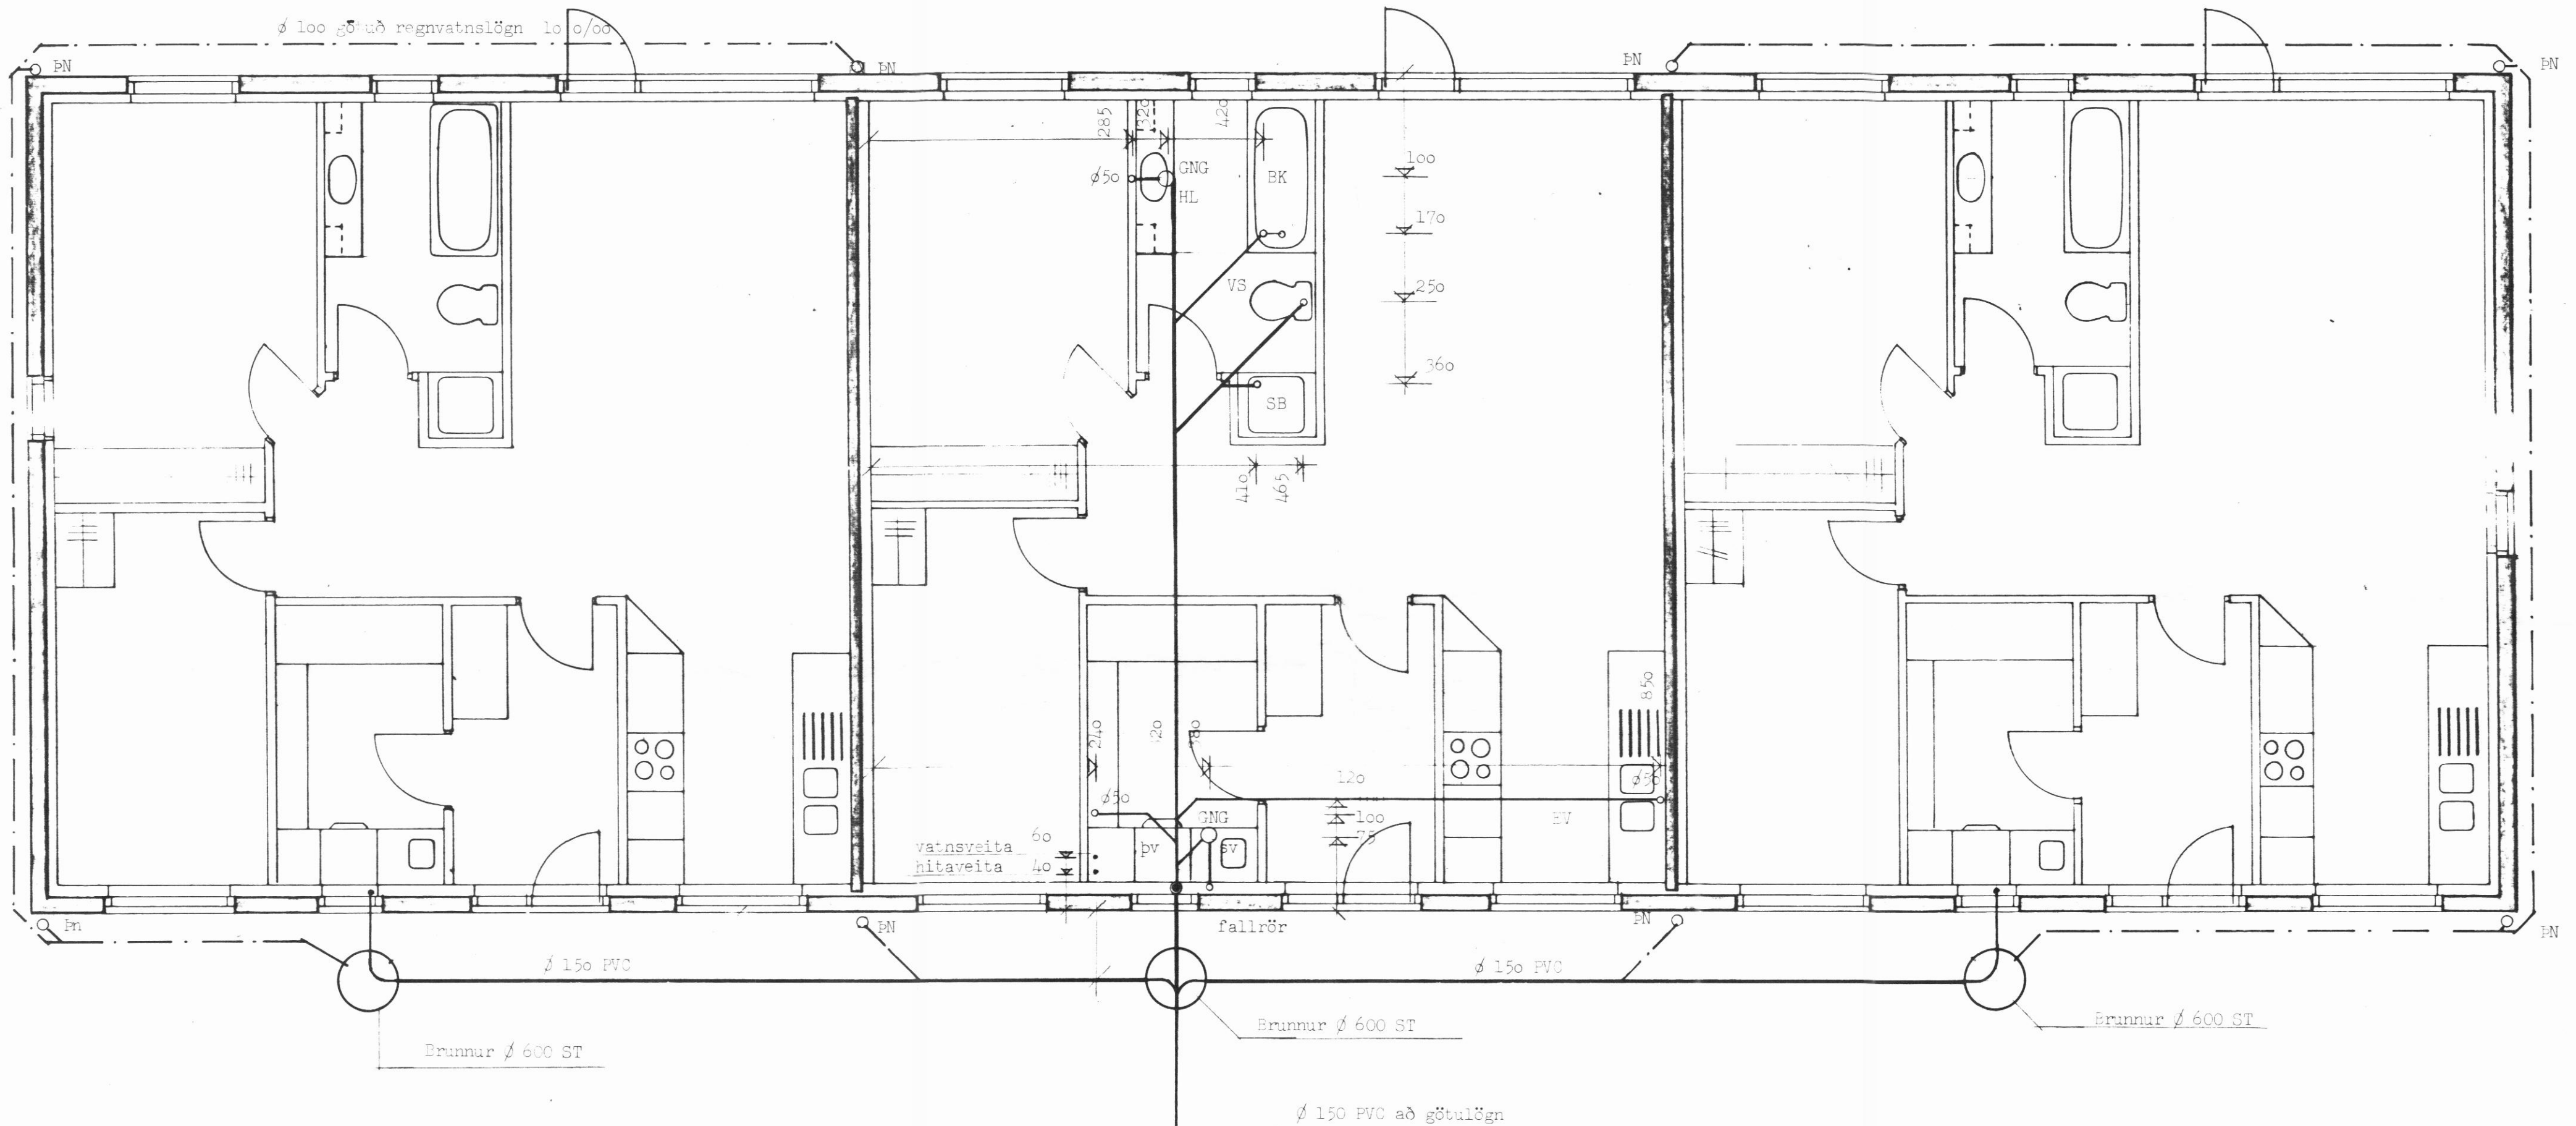 ø 100 götuð regnvatnslögn 10 o/oo
ÞN
ÞN
ÞN
ÞN
285
320
420
ø50
GNG
HL
BK
100
170
VS
250
360
SB
410
465
850
240
320
380
ø50
120
ø50
GNG
100
75
60
vatnsveita
hitaveita 40
þv
sv
Þn
ÞN
fallrör
ÞN
ÞN
ø 150 PVC
ø 150 PVC
Brunnur ø 600 ST
Brunnur ø 600 ST
Brunnur ø 600 ST
ø 150 PVC að götulögn